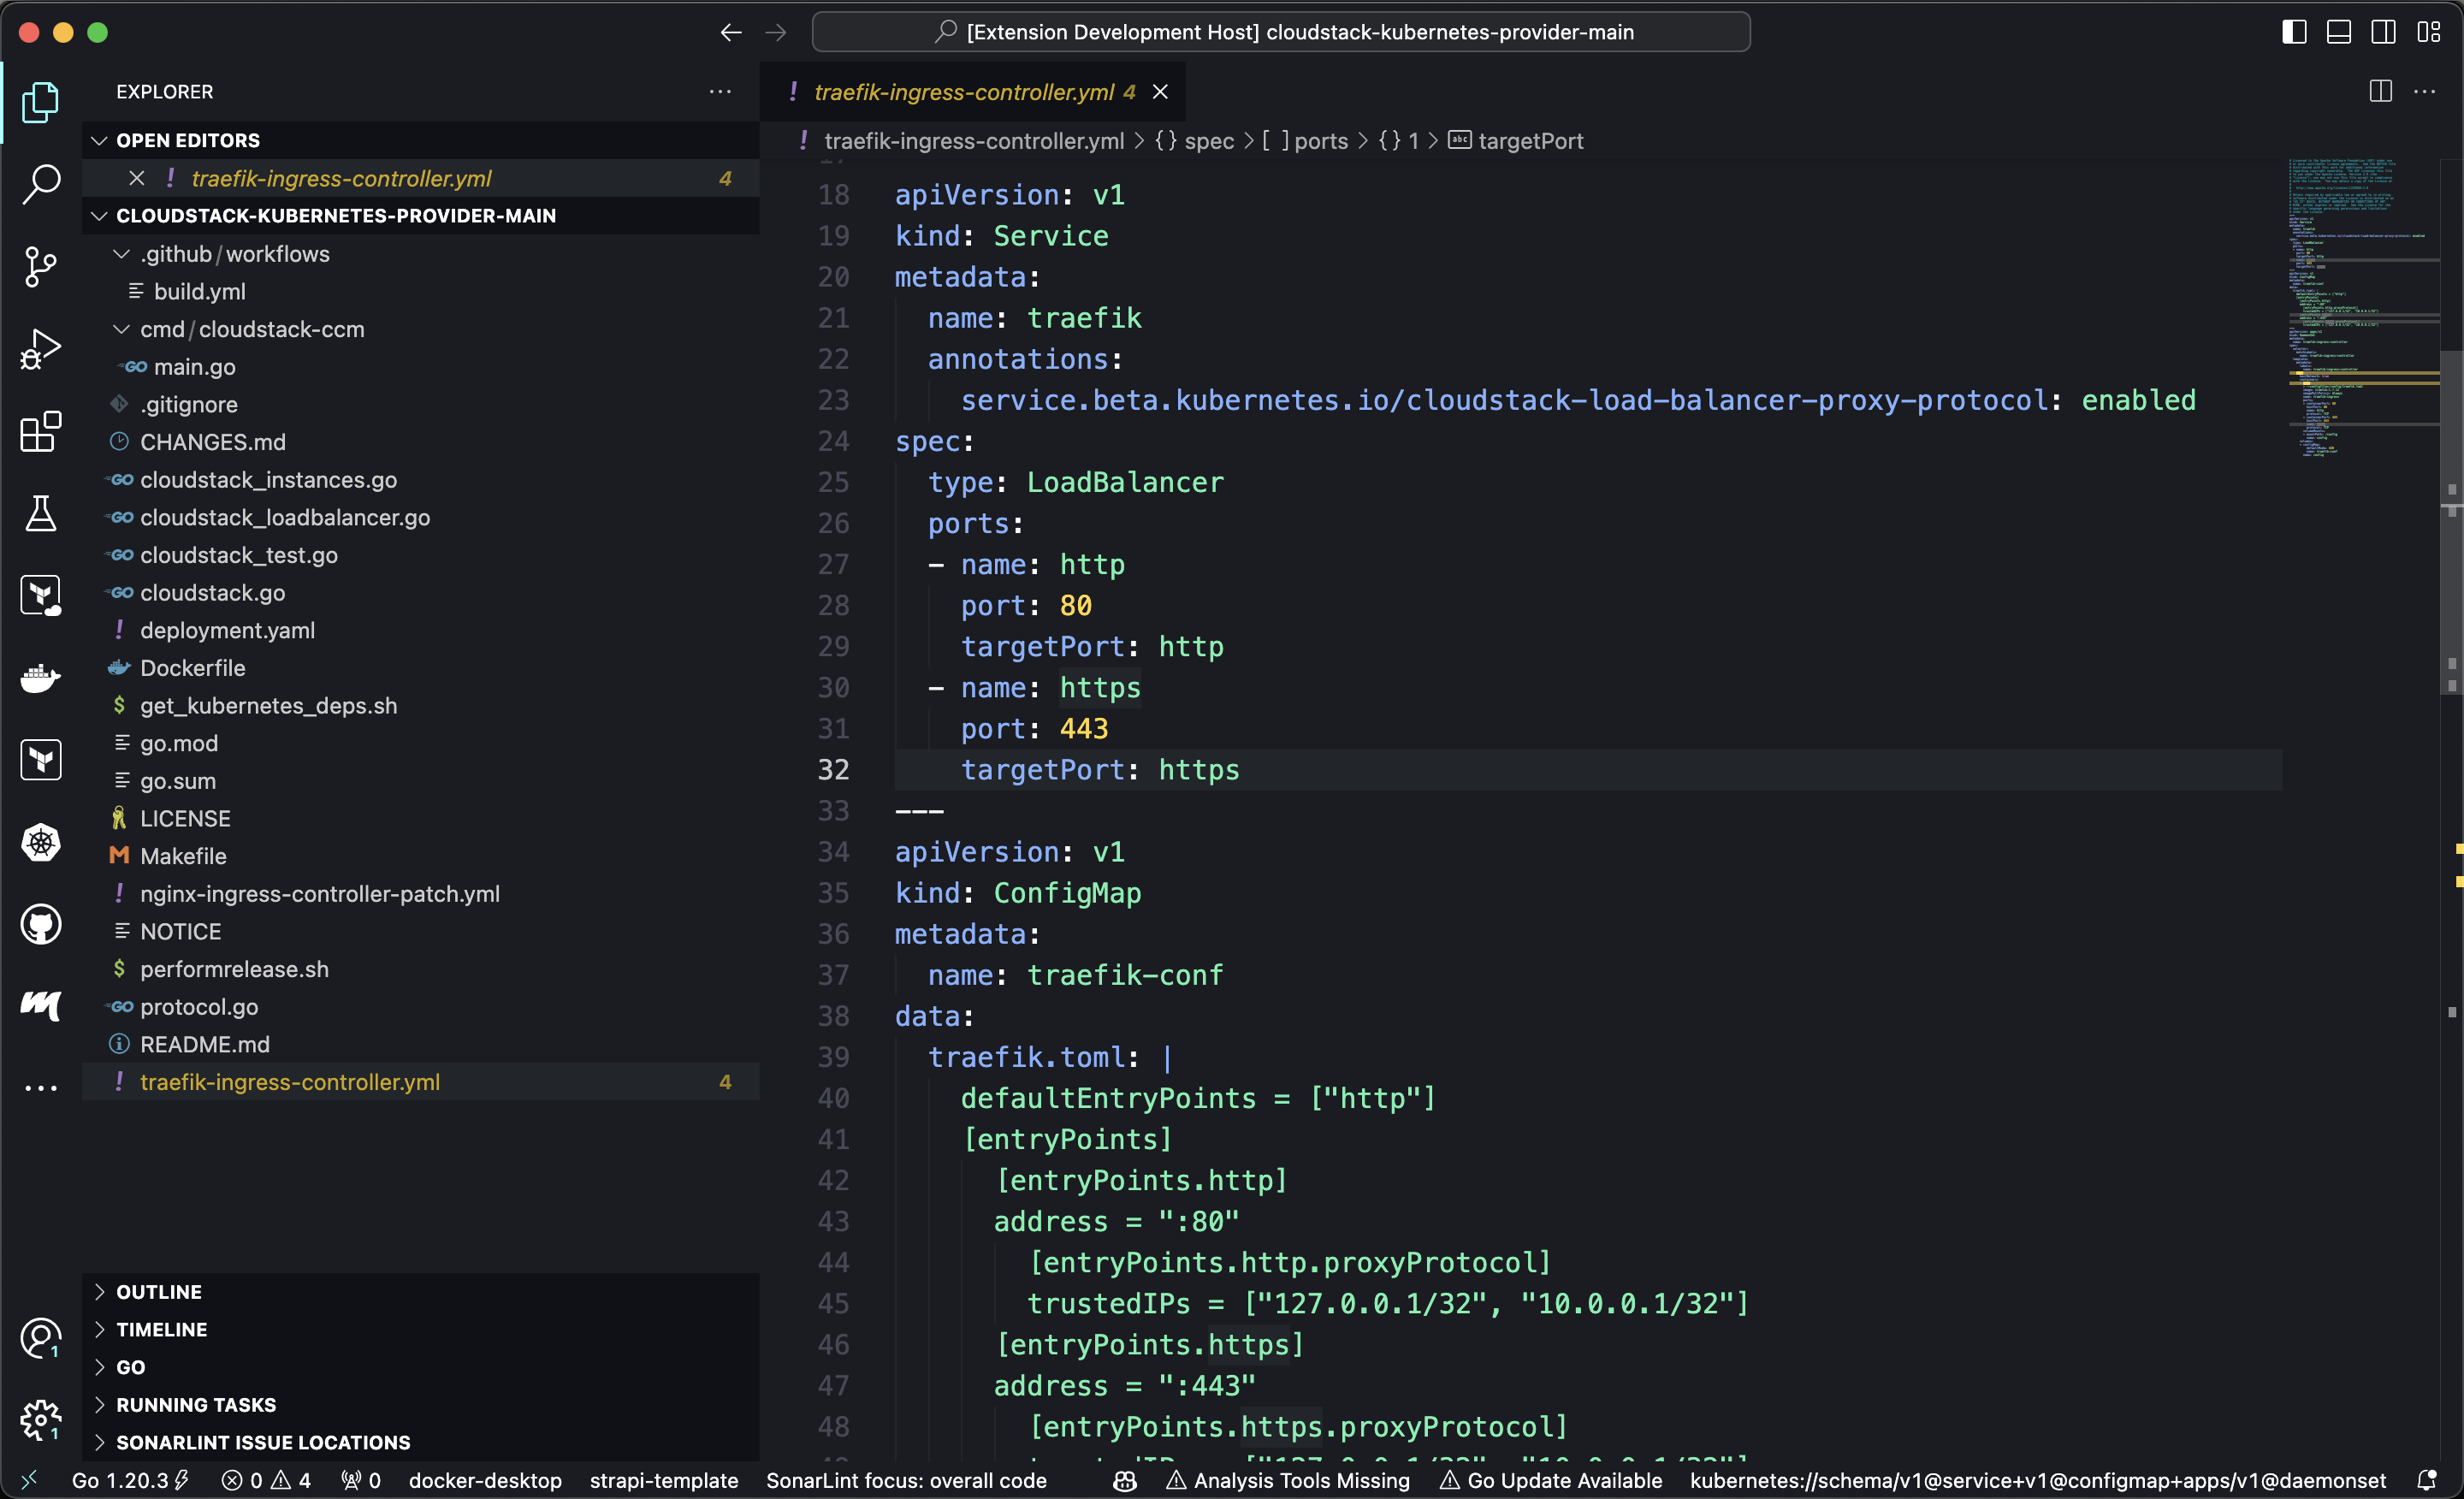 [Extension Development Host] cloudstack-kubernetes-provider-main
EXPLORER
OPEN EDITORS
! traefik-ingress-controller.yml 4
CLOUDSTACK-KUBERNETES-PROVIDER-MAIN
.github/workflows
build.yml
cmd/cloudstack-ccm
GO main.go
.gitignore
CHANGES.md
GO cloudstack_instances.go
GO cloudstack_loadbalancer.go
GO cloudstack_test.go
GO cloudstack.go
! deployment.yaml
Dockerfile
$ get_kubernetes_deps.sh
go.mod
go.sum
LICENSE
M Makefile
! nginx-ingress-controller-patch.yml
NOTICE
$ performrelease.sh
GO protocol.go
README.md
! traefik-ingress-controller.yml 4
OUTLINE
TIMELINE
GO
RUNNING TASKS
SONARLINT ISSUE LOCATIONS
1
1
! traefik-ingress-controller.yml 4
! traefik-ingress-controller.yml > {} spec > [ ] ports > {} 1 > abc targetPort
18 apiVersion: v1
19 kind: Service
20 metadata:
21 name: traefik
22 annotations:
23 service.beta.kubernetes.io/cloudstack-load-balancer-proxy-protocol: enabled
24 spec:
25 type: LoadBalancer
26 ports:
27 - name: http
28 port: 80
29 targetPort: http
30 - name: https
31 port: 443
32 targetPort: https
33 ---
34 apiVersion: v1
35 kind: ConfigMap
36 metadata:
37 name: traefik-conf
38 data:
39 traefik.toml: |
40 defaultEntryPoints = ["http"]
41 [entryPoints]
42 [entryPoints.http]
43 address = ":80"
44 [entryPoints.http.proxyProtocol]
45 trustedIPs = ["127.0.0.1/32", "10.0.0.1/32"]
46 [entryPoints.https]
47 address = ":443"
48 [entryPoints.https.proxyProtocol]
Go 1.20.3 0 4 0 docker-desktop strapi-template SonarLint focus: overall code Analysis Tools Missing Go Update Available kubernetes://schema/v1@service+v1@configmap+apps/v1@daemonset